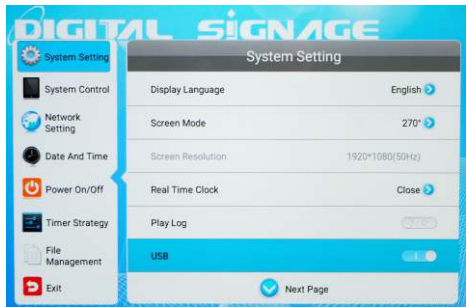 DIGITAL SiGNAGE
System Setting
System Setting
System Control
Display Language
English
Network
Setting
Screen Mode
270°
Date And Time
Screen Resolution
1920*1080(50Hz)
Power On/Off
Real Time Clock
Close
Timer Strategy
Play Log
File
Management
USB
Exit
Next Page